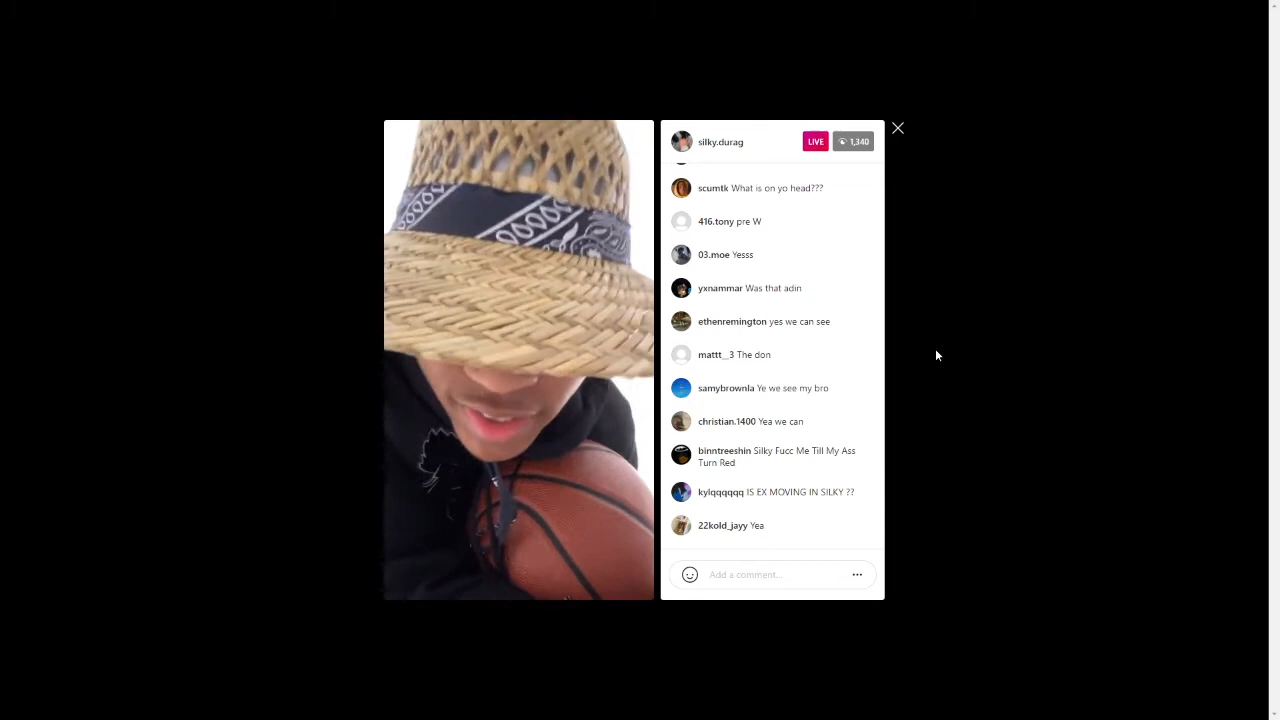 silky.durag LIVE 1,340
scumtk What is on yo head???
416.tony pre W
03.moe Yesss
yxnammar Was that adin
ethenremington yes we can see
mattt__3 The don
samybrownla Ye we see my bro
christian.1400 Yea we can
binntreeshin Silky Fucc Me Till My Ass
Turn Red
kylqqqqqq IS EX MOVING IN SILKY ??
22kold_jayy Yea
Add a comment...